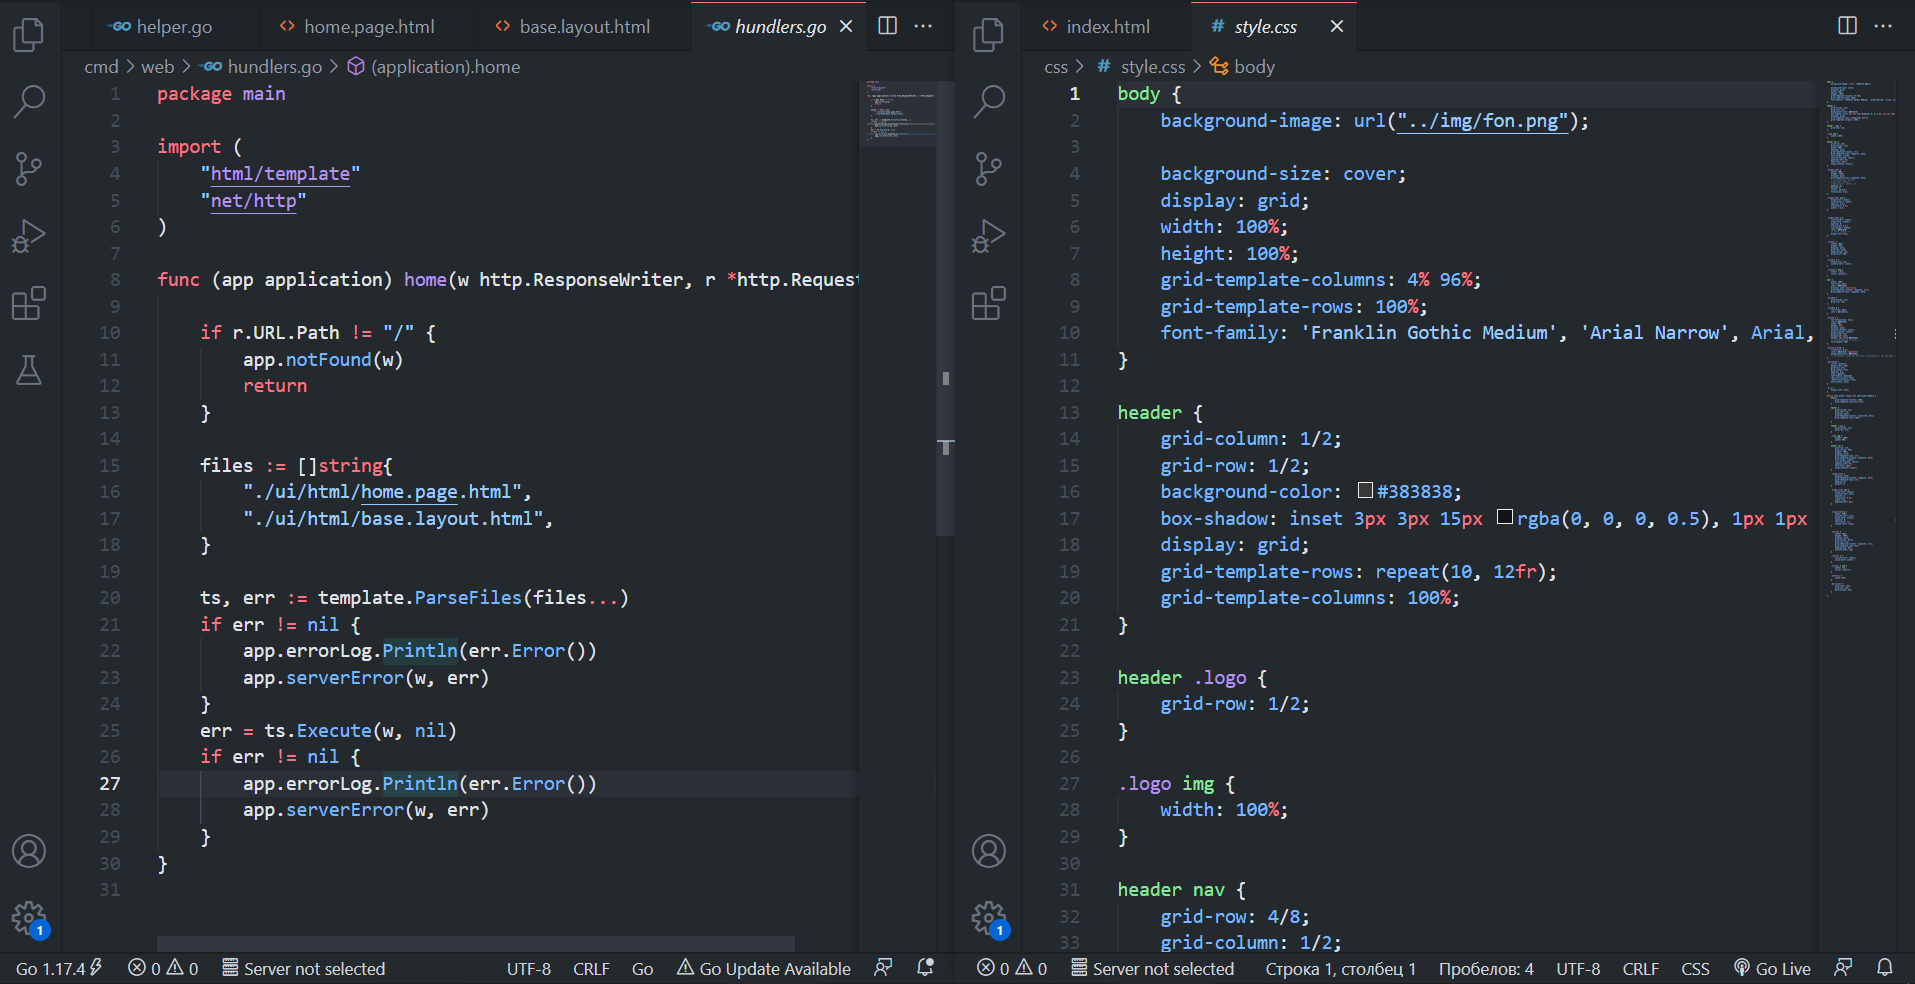 helper.go
home.page.html
base.layout.html
hundlers.go
cmd > web > hundlers.go > (application).home
1 package main
2
3 import (
4 "html/template"
5 "net/http"
6 )
7
8 func (app application) home(w http.ResponseWriter, r *http.Request
9
10 if r.URL.Path != "/" {
11 app.notFound(w)
12 return
13 }
14
15 files := []string{
16 "./ui/html/home.page.html",
17 "./ui/html/base.layout.html",
18 }
19
20 ts, err := template.ParseFiles(files...)
21 if err != nil {
22 app.errorLog.Println(err.Error())
23 app.serverError(w, err)
24 }
25 err = ts.Execute(w, nil)
26 if err != nil {
27 app.errorLog.Println(err.Error())
28 app.serverError(w, err)
29 }
30 }
31
1
Go 1.17.4
0
0
Server not selected
UTF-8
CRLF
Go
Go Update Available
index.html
# style.css
css > # style.css > body
1 body {
2 background-image: url("../img/fon.png");
3
4 background-size: cover;
5 display: grid;
6 width: 100%;
7 height: 100%;
8 grid-template-columns: 4% 96%;
9 grid-template-rows: 100%;
10 font-family: 'Franklin Gothic Medium', 'Arial Narrow', Arial,
11 }
12
13 header {
14 grid-column: 1/2;
15 grid-row: 1/2;
16 background-color: #383838;
17 box-shadow: inset 3px 3px 15px rgba(0, 0, 0, 0.5), 1px 1px
18 display: grid;
19 grid-template-rows: repeat(10, 12fr);
20 grid-template-columns: 100%;
21 }
22
23 header .logo {
24 grid-row: 1/2;
25 }
26
27 .logo img {
28 width: 100%;
29 }
30
31 header nav {
32 grid-row: 4/8;
33 grid-column: 1/2;
1
0
0
Server not selected
Строка 1, столбец 1
Пробелов: 4
UTF-8
CRLF
CSS
Go Live